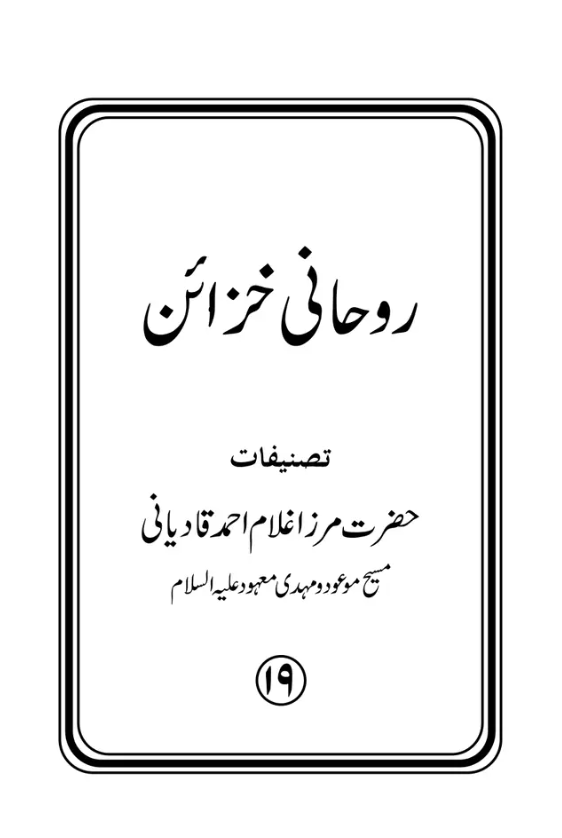 روحانی خزائن
تصنیفات
حضرت مرزا غلام احمد قادیانی
مسیح موعود و مہدی معہود علیہ السلام
۱۹